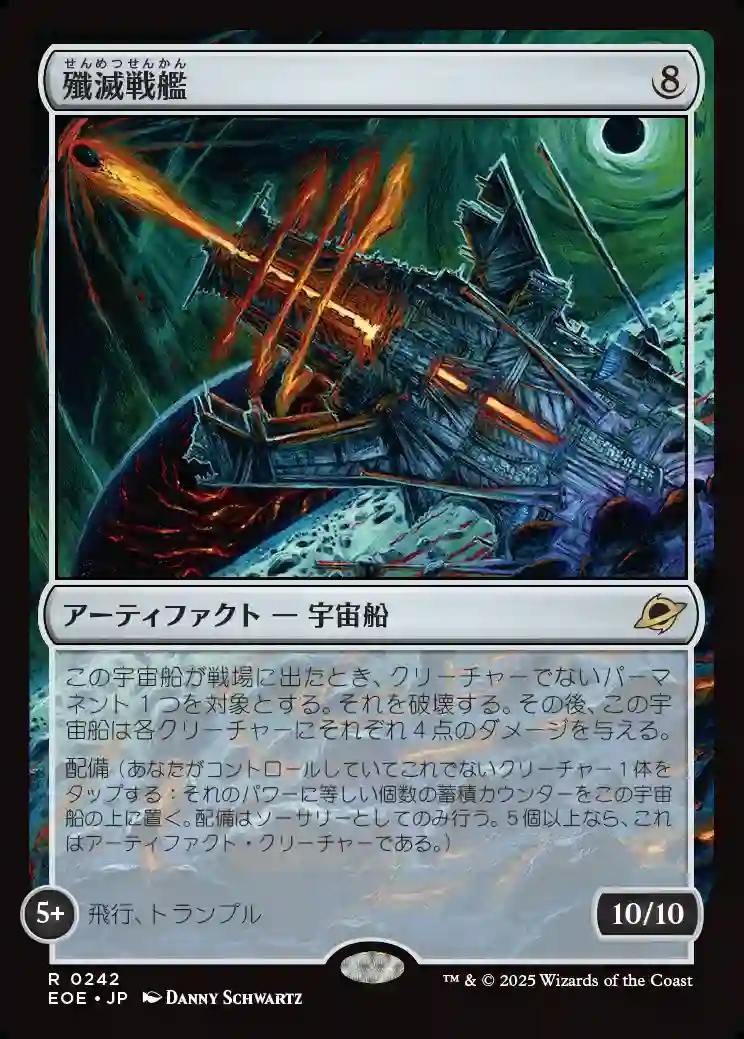 せんめつせんかん
殲滅戦艦
8
アーティファクト — 宇宙船
この宇宙船が戦場に出たとき、クリーチャーでないパーマ
ネント1つを対象とする。それを破壊する。その後、この宇
宙船は各クリーチャーにそれぞれ4点のダメージを与える。
配備（あなたがコントロールしていてこれでないクリーチャー1体を
タップする：それのパワーに等しい個数の蓄積カウンターをこの宇宙
船の上に置く。配備はソーサリーとしてのみ行う。5個以上なら、これ
はアーティファクト・クリーチャーである。）
5+ 飛行、トランプル
10/10
R 0242
EOE • JP DANNY SCHWARTZ
™ & © 2025 Wizards of the Coast